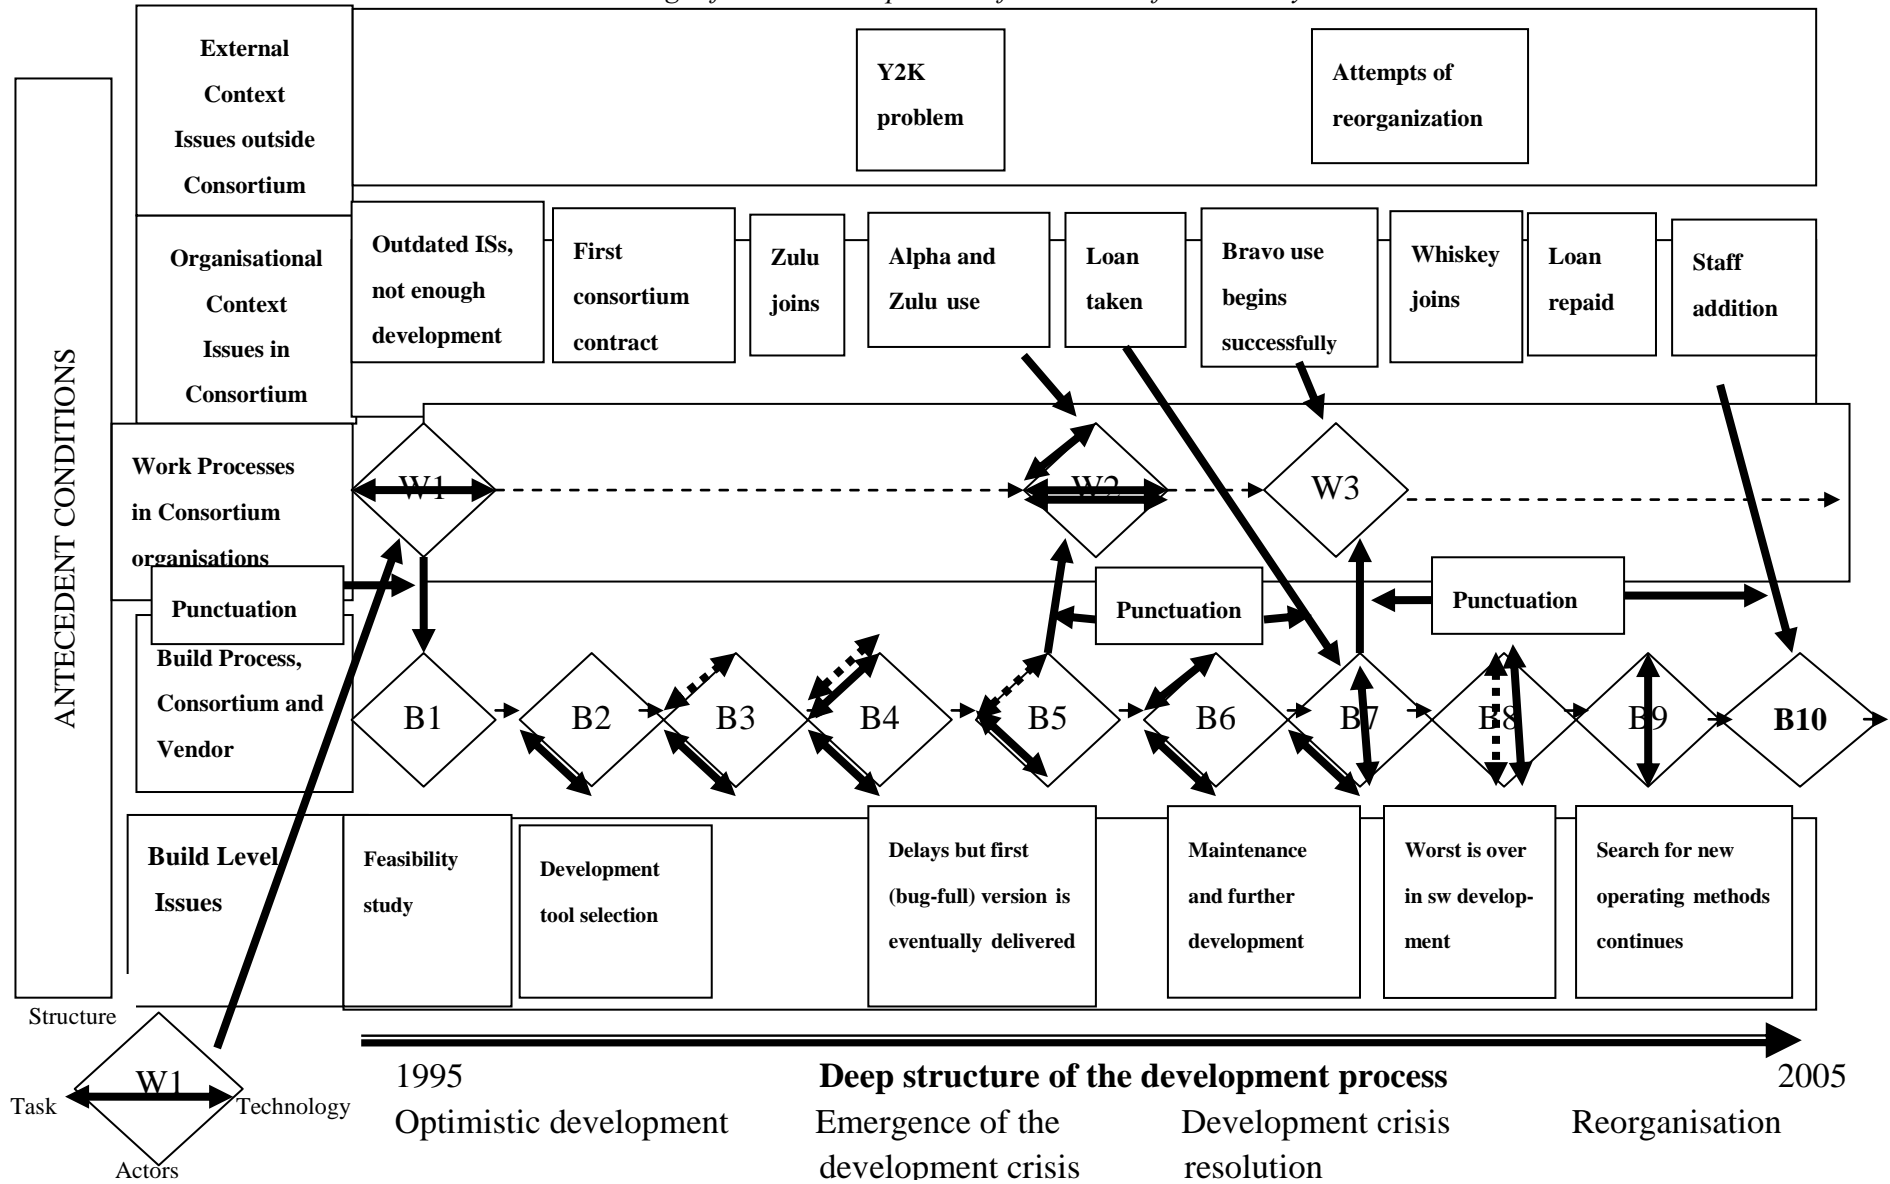 External
Context
Issues outside
Consortium
Y2K
problem
Attempts of
reorganization
ANTECEDENT CONDITIONS
Organisational
Context
Issues in
Consortium
Outdated ISs,
not enough
development
First
consortium
contract
Zulu
joins
Alpha and
Zulu use
Loan
taken
Bravo use
begins
successfully
Whiskey
joins
Loan
repaid
Staff
addition
Work Processes
in Consortium
organisations
W1
W2
W3
Punctuation
Punctuation
Punctuation
Build Process,
Consortium and
Vendor
B1
B2
B3
B4
B5
B6
B7
B8
B9
B10
Build Level
Issues
Feasibility
study
Development
tool selection
Delays but first
(bug-full) version is
eventually delivered
Maintenance
and further
development
Worst is over
in sw develop-
ment
Search for new
operating methods
continues
Structure
W1
Task
Technology
Actors
1995
Deep structure of the development process
2005
Optimistic development
Emergence of the
development crisis
Development crisis
resolution
Reorganisation